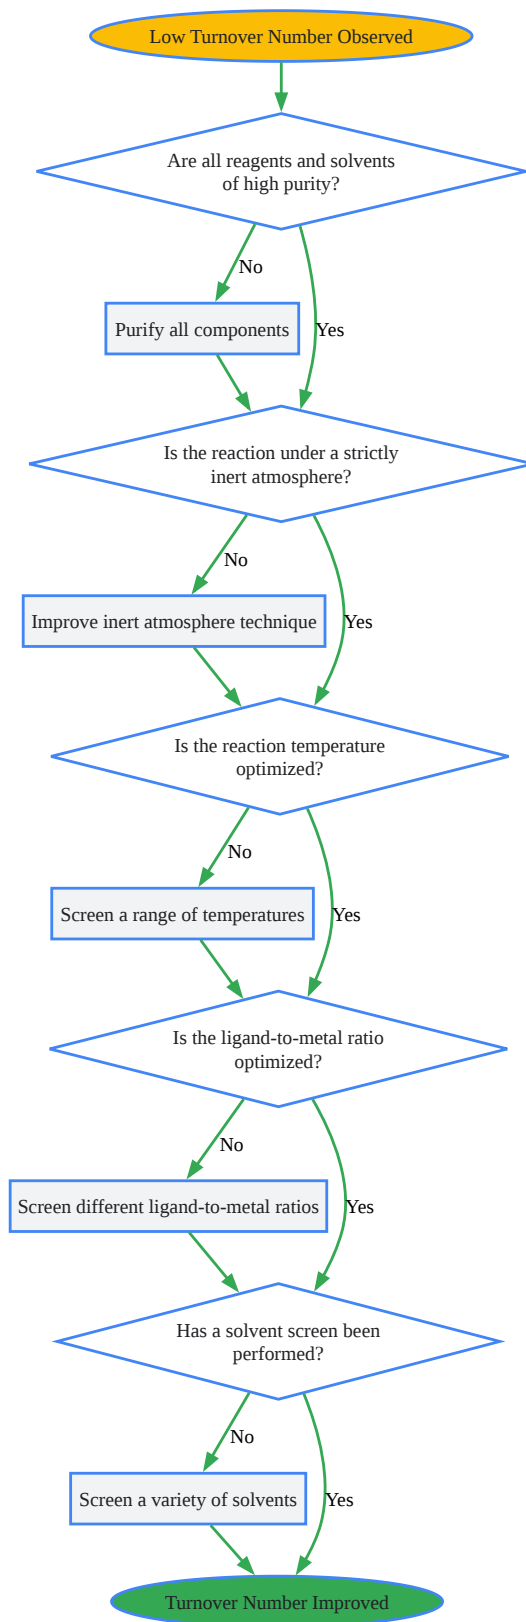 Low Turnover Number Observed
Are all reagents and solvents
of high purity?
No
Purify all components
Yes
Is the reaction under a strictly
inert atmosphere?
No
Improve inert atmosphere technique
Yes
Is the reaction temperature
optimized?
No
Screen a range of temperatures
Yes
Is the ligand-to-metal ratio
optimized?
No
Screen different ligand-to-metal ratios
Yes
Has a solvent screen been
performed?
No
Screen a variety of solvents
Yes
Turnover Number Improved